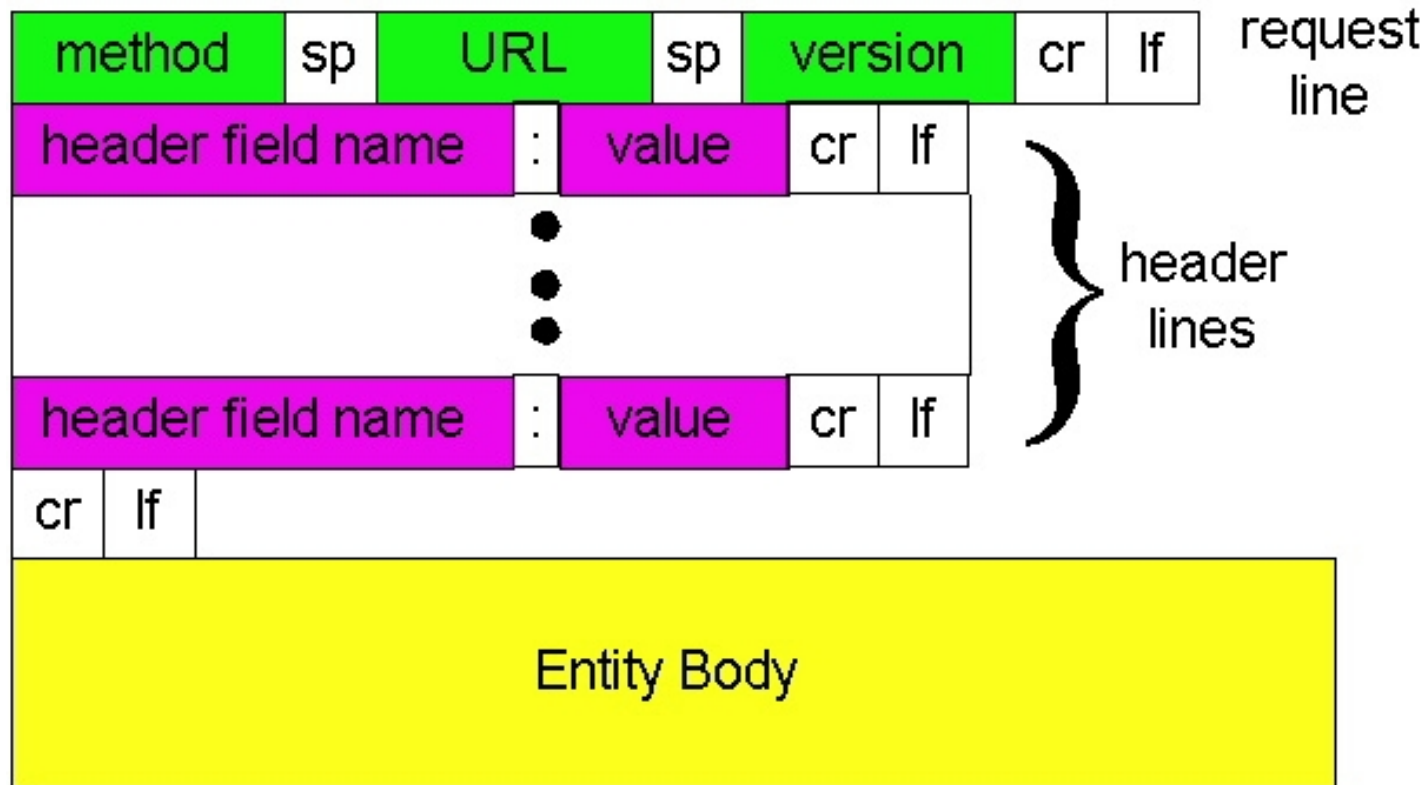 method sp URL sp version cr lf
request
line
header field name : value cr lf
header
lines
header field name : value cr lf
cr lf
Entity Body